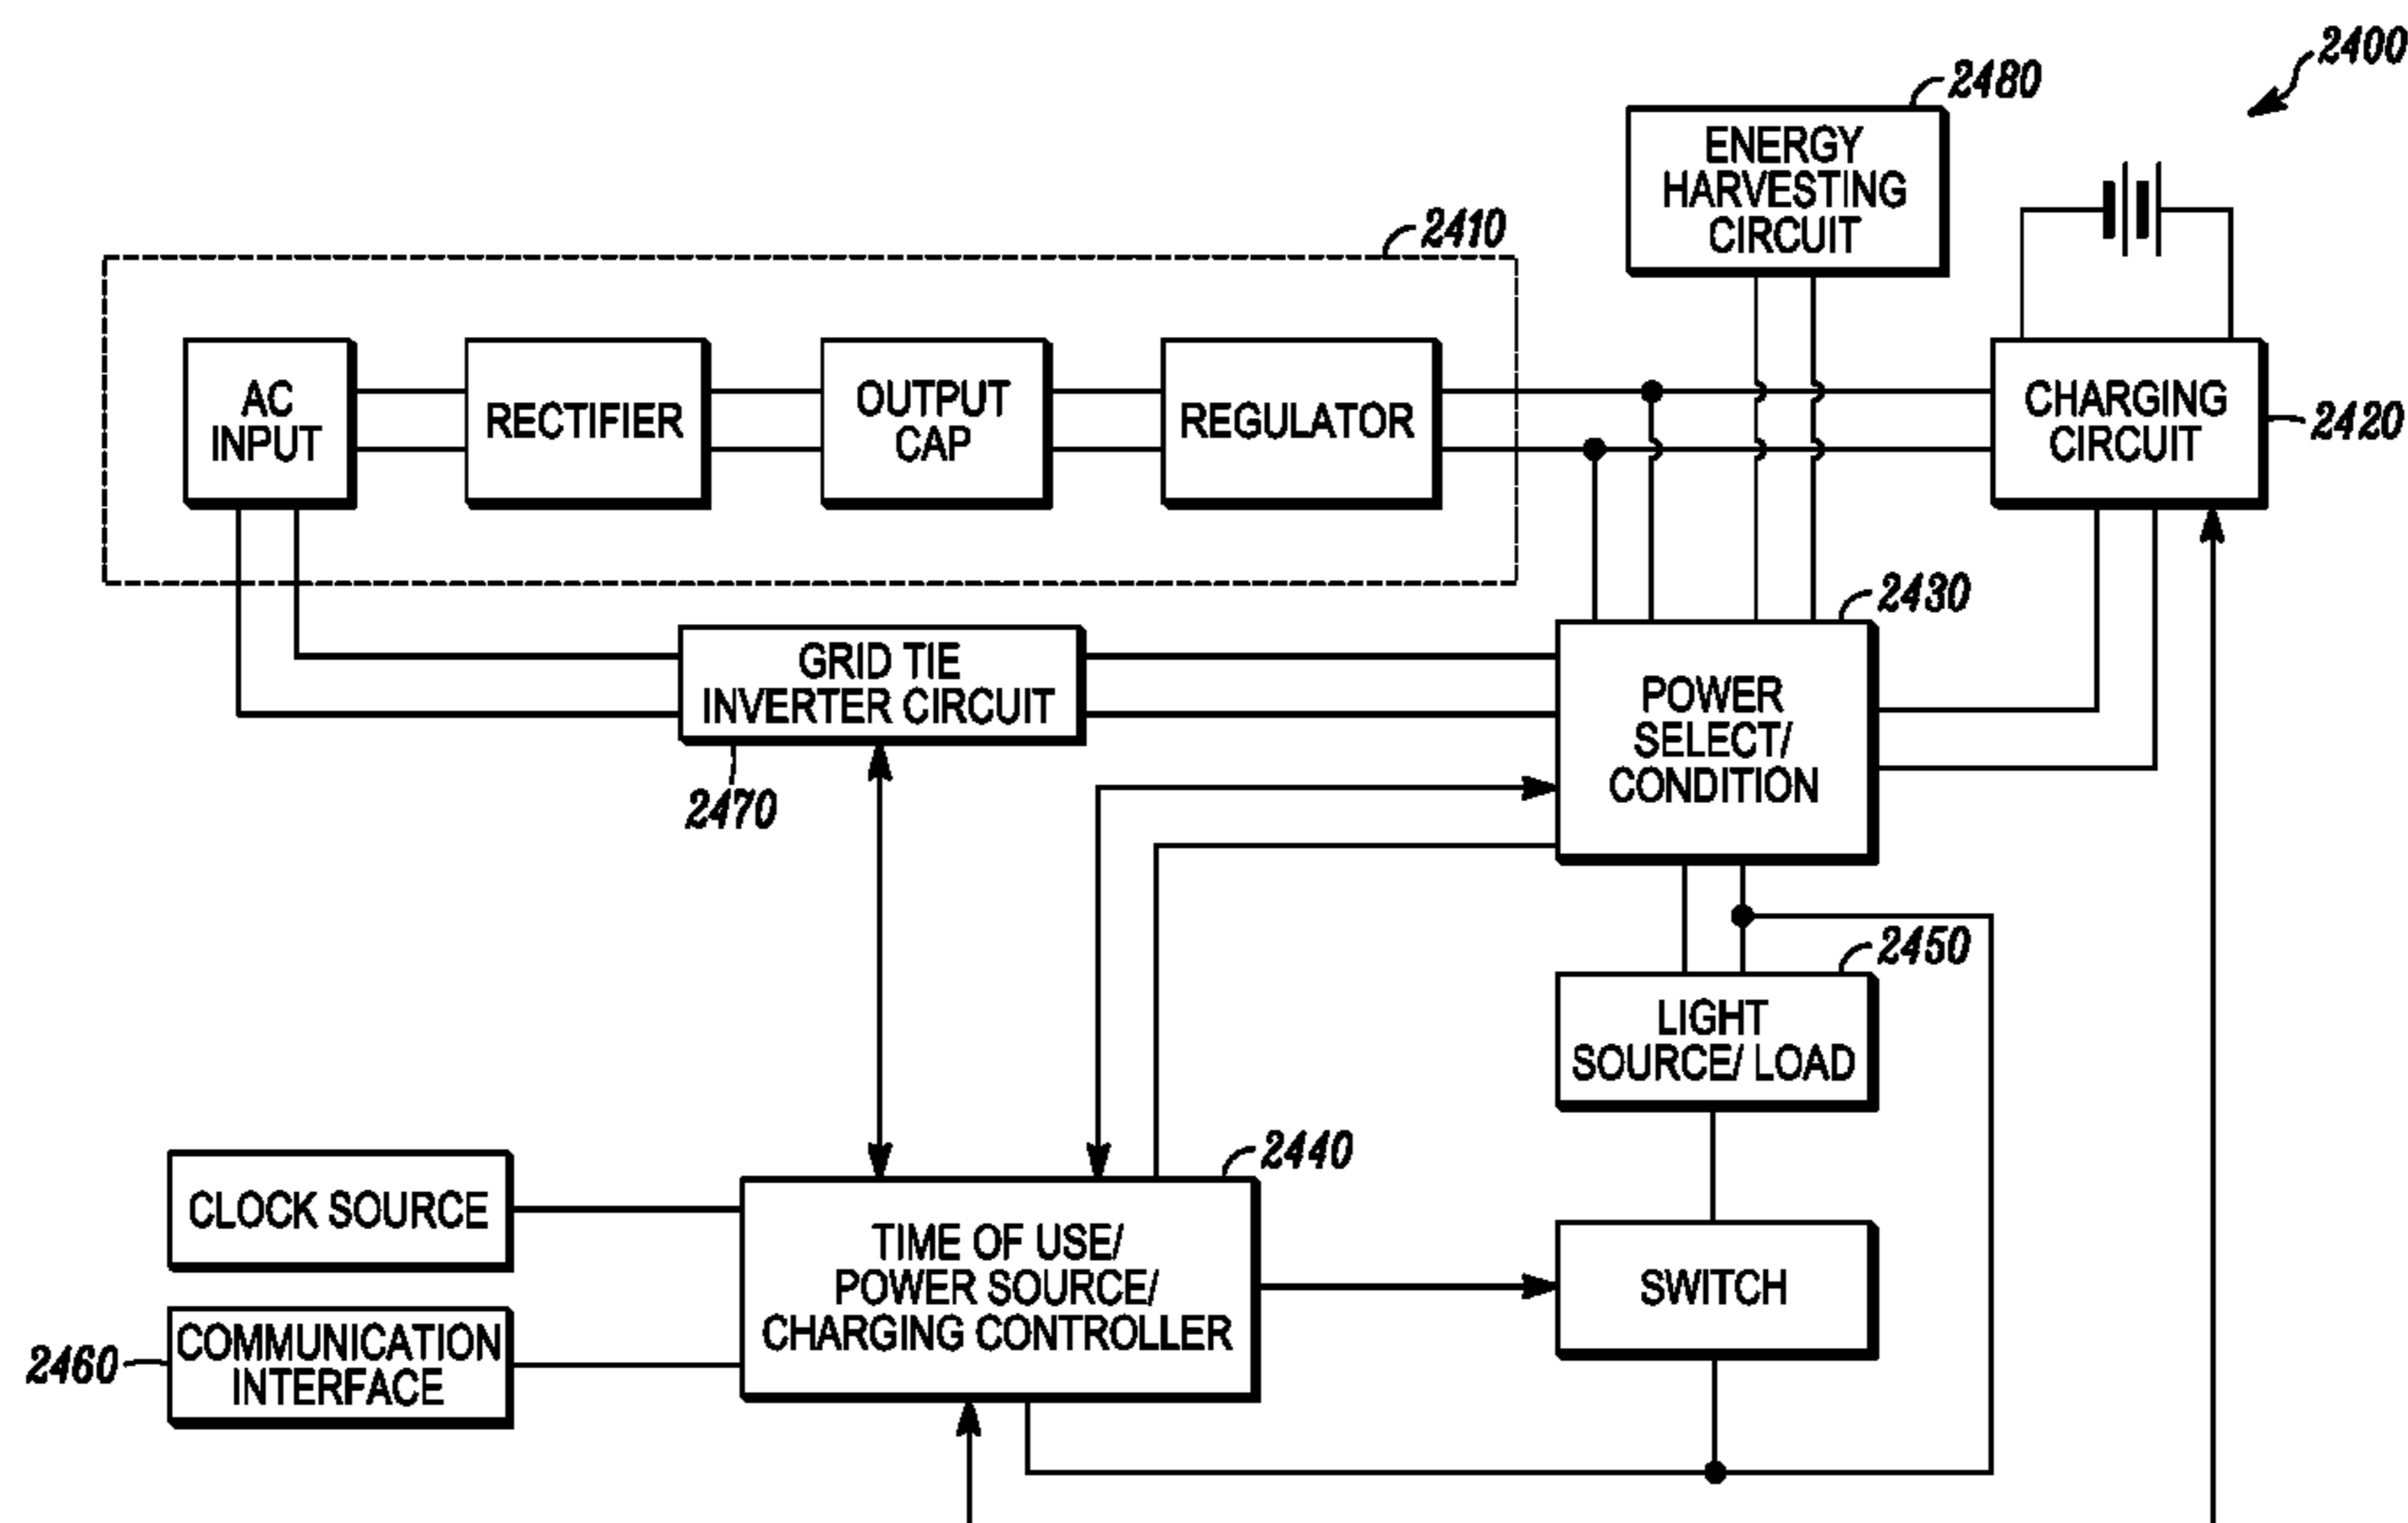 2400
2480
ENERGY
HARVESTING
CIRCUIT
2410
AC
INPUT
RECTIFIER
OUTPUT
CAP
REGULATOR
CHARGING
CIRCUIT
2420
2430
GRID TIE
INVERTER CIRCUIT
2470
POWER
SELECT/
CONDITION
2450
LIGHT
SOURCE/ LOAD
2440
CLOCK SOURCE
TIME OF USE/
POWER SOURCE/
CHARGING CONTROLLER
SWITCH
2460
COMMUNICATION
INTERFACE